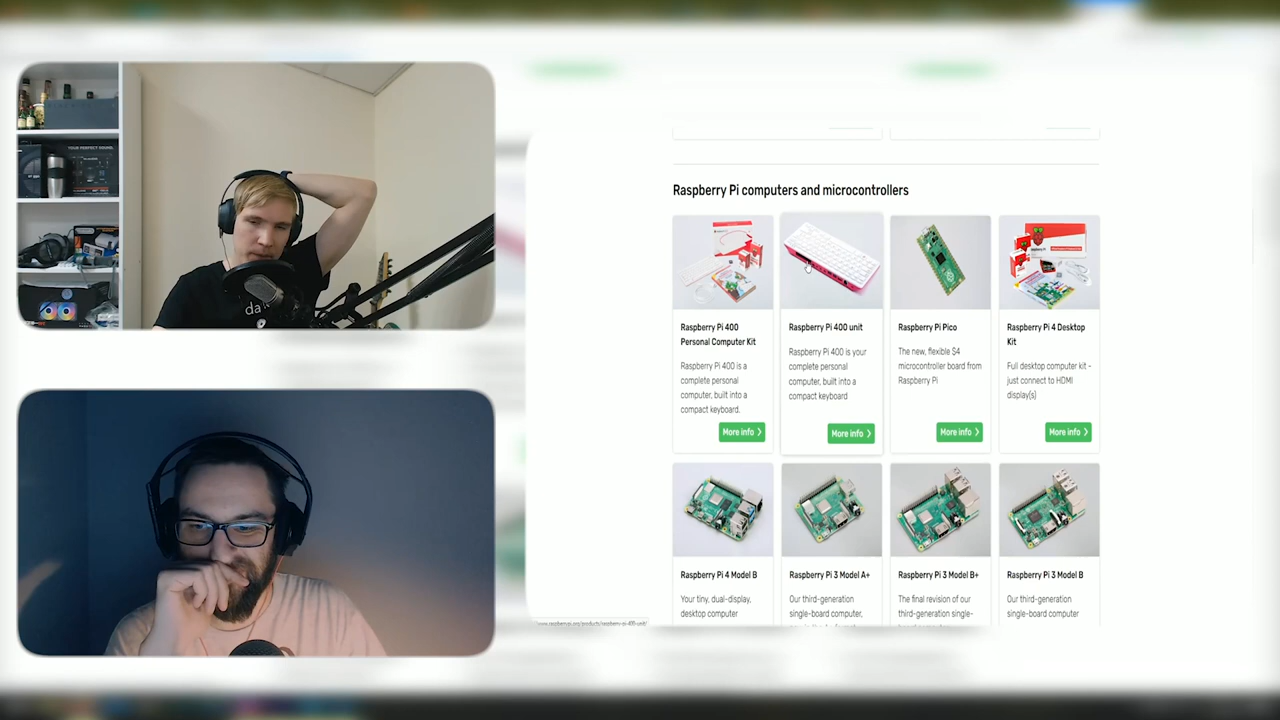 YOUR PERFECT SOUND.
da
Raspberry Pi computers and microcontrollers
Raspberry Pi 400
Personal Computer Kit
Raspberry Pi 400 is a
complete personal
computer, built into a
compact keyboard.
More info
Raspberry Pi 400 unit
Raspberry Pi 400 is your
complete personal
computer, built into a
compact keyboard
More info
Raspberry Pi Pico
The new, flexible $4
microcontroller board from
Raspberry Pi
More info
Raspberry Pi 4 Desktop
Kit
Full desktop computer kit -
just connect to HMDI
display(s)
More info
Raspberry Pi 4 Model B
Your tiny, dual-display,
desktop computer
Raspberry Pi 3 Model A+
Our third-generation
single-board computer,
Raspberry Pi 3 Model B+
The final revision of our
third-generation single-
Raspberry Pi 3 Model B
Our third-generation
single-board computer